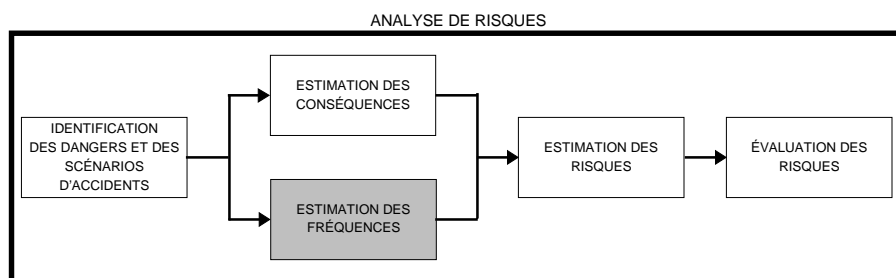 ANALYSE DE RISQUES
IDENTIFICATION
DES DANGERS ET DES
SCÉNARIOS
D'ACCIDENTS
ESTIMATION DES
CONSÉQUENCES
ESTIMATION DES
FRÉQUENCES
ESTIMATION DES
RISQUES
ÉVALUATION DES
RISQUES